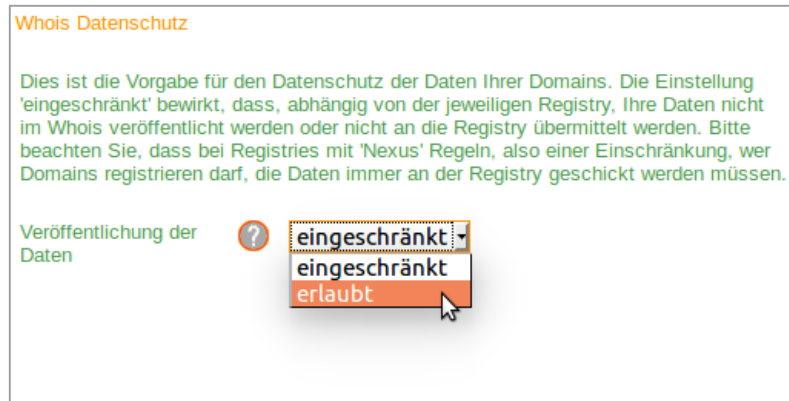 Whois Datenschutz
Dies ist die Vorgabe für den Datenschutz der Daten Ihrer Domains. Die Einstellung
'eingeschränkt' bewirkt, dass, abhängig von der jeweiligen Registry, Ihre Daten nicht
im Whois veröffentlicht werden oder nicht an die Registry übermittelt werden. Bitte
beachten Sie, dass bei Registries mit 'Nexus' Regeln, also einer Einschränkung, wer
Domains registrieren darf, die Daten immer an der Registry geschickt werden müssen.
Veröffentlichung der
Daten
?
eingeschränkt
eingeschränkt
erlaubt